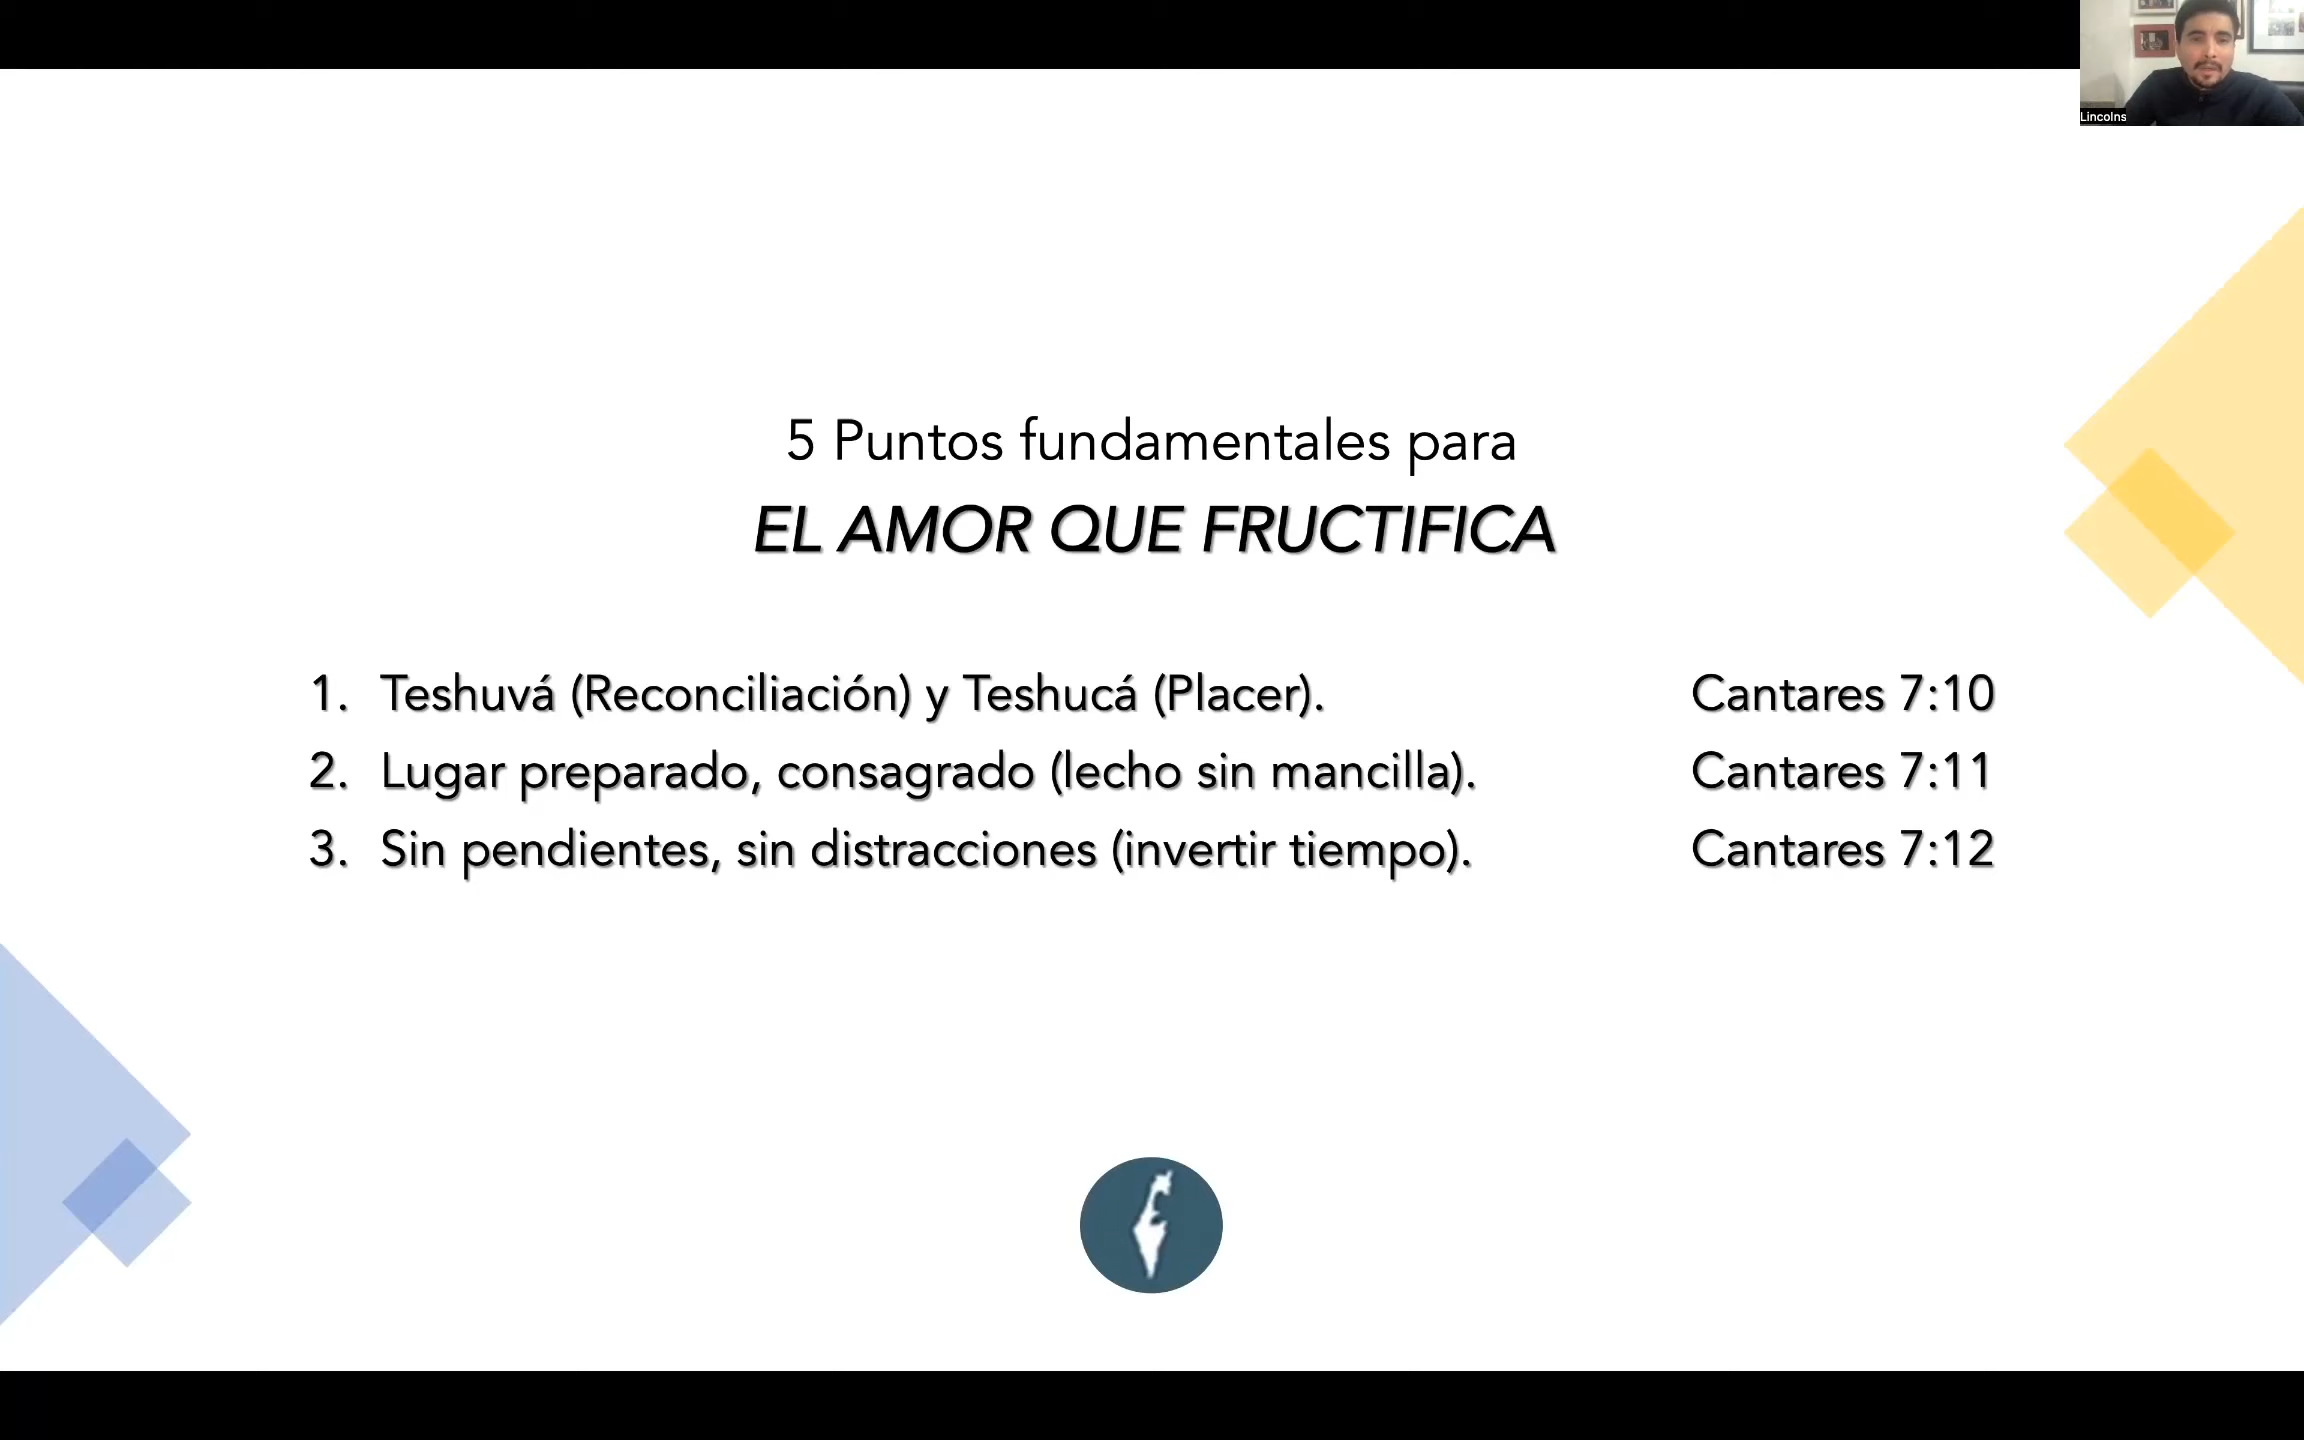 Lincolns
5 Puntos fundamentales para
EL AMOR QUE FRUCTIFICA
1. Teshuvá (Reconciliación) y Teshucá (Placer). Cantares 7:10
2. Lugar preparado, consagrado (lecho sin mancilla). Cantares 7:11
3. Sin pendientes, sin distracciones (invertir tiempo). Cantares 7:12